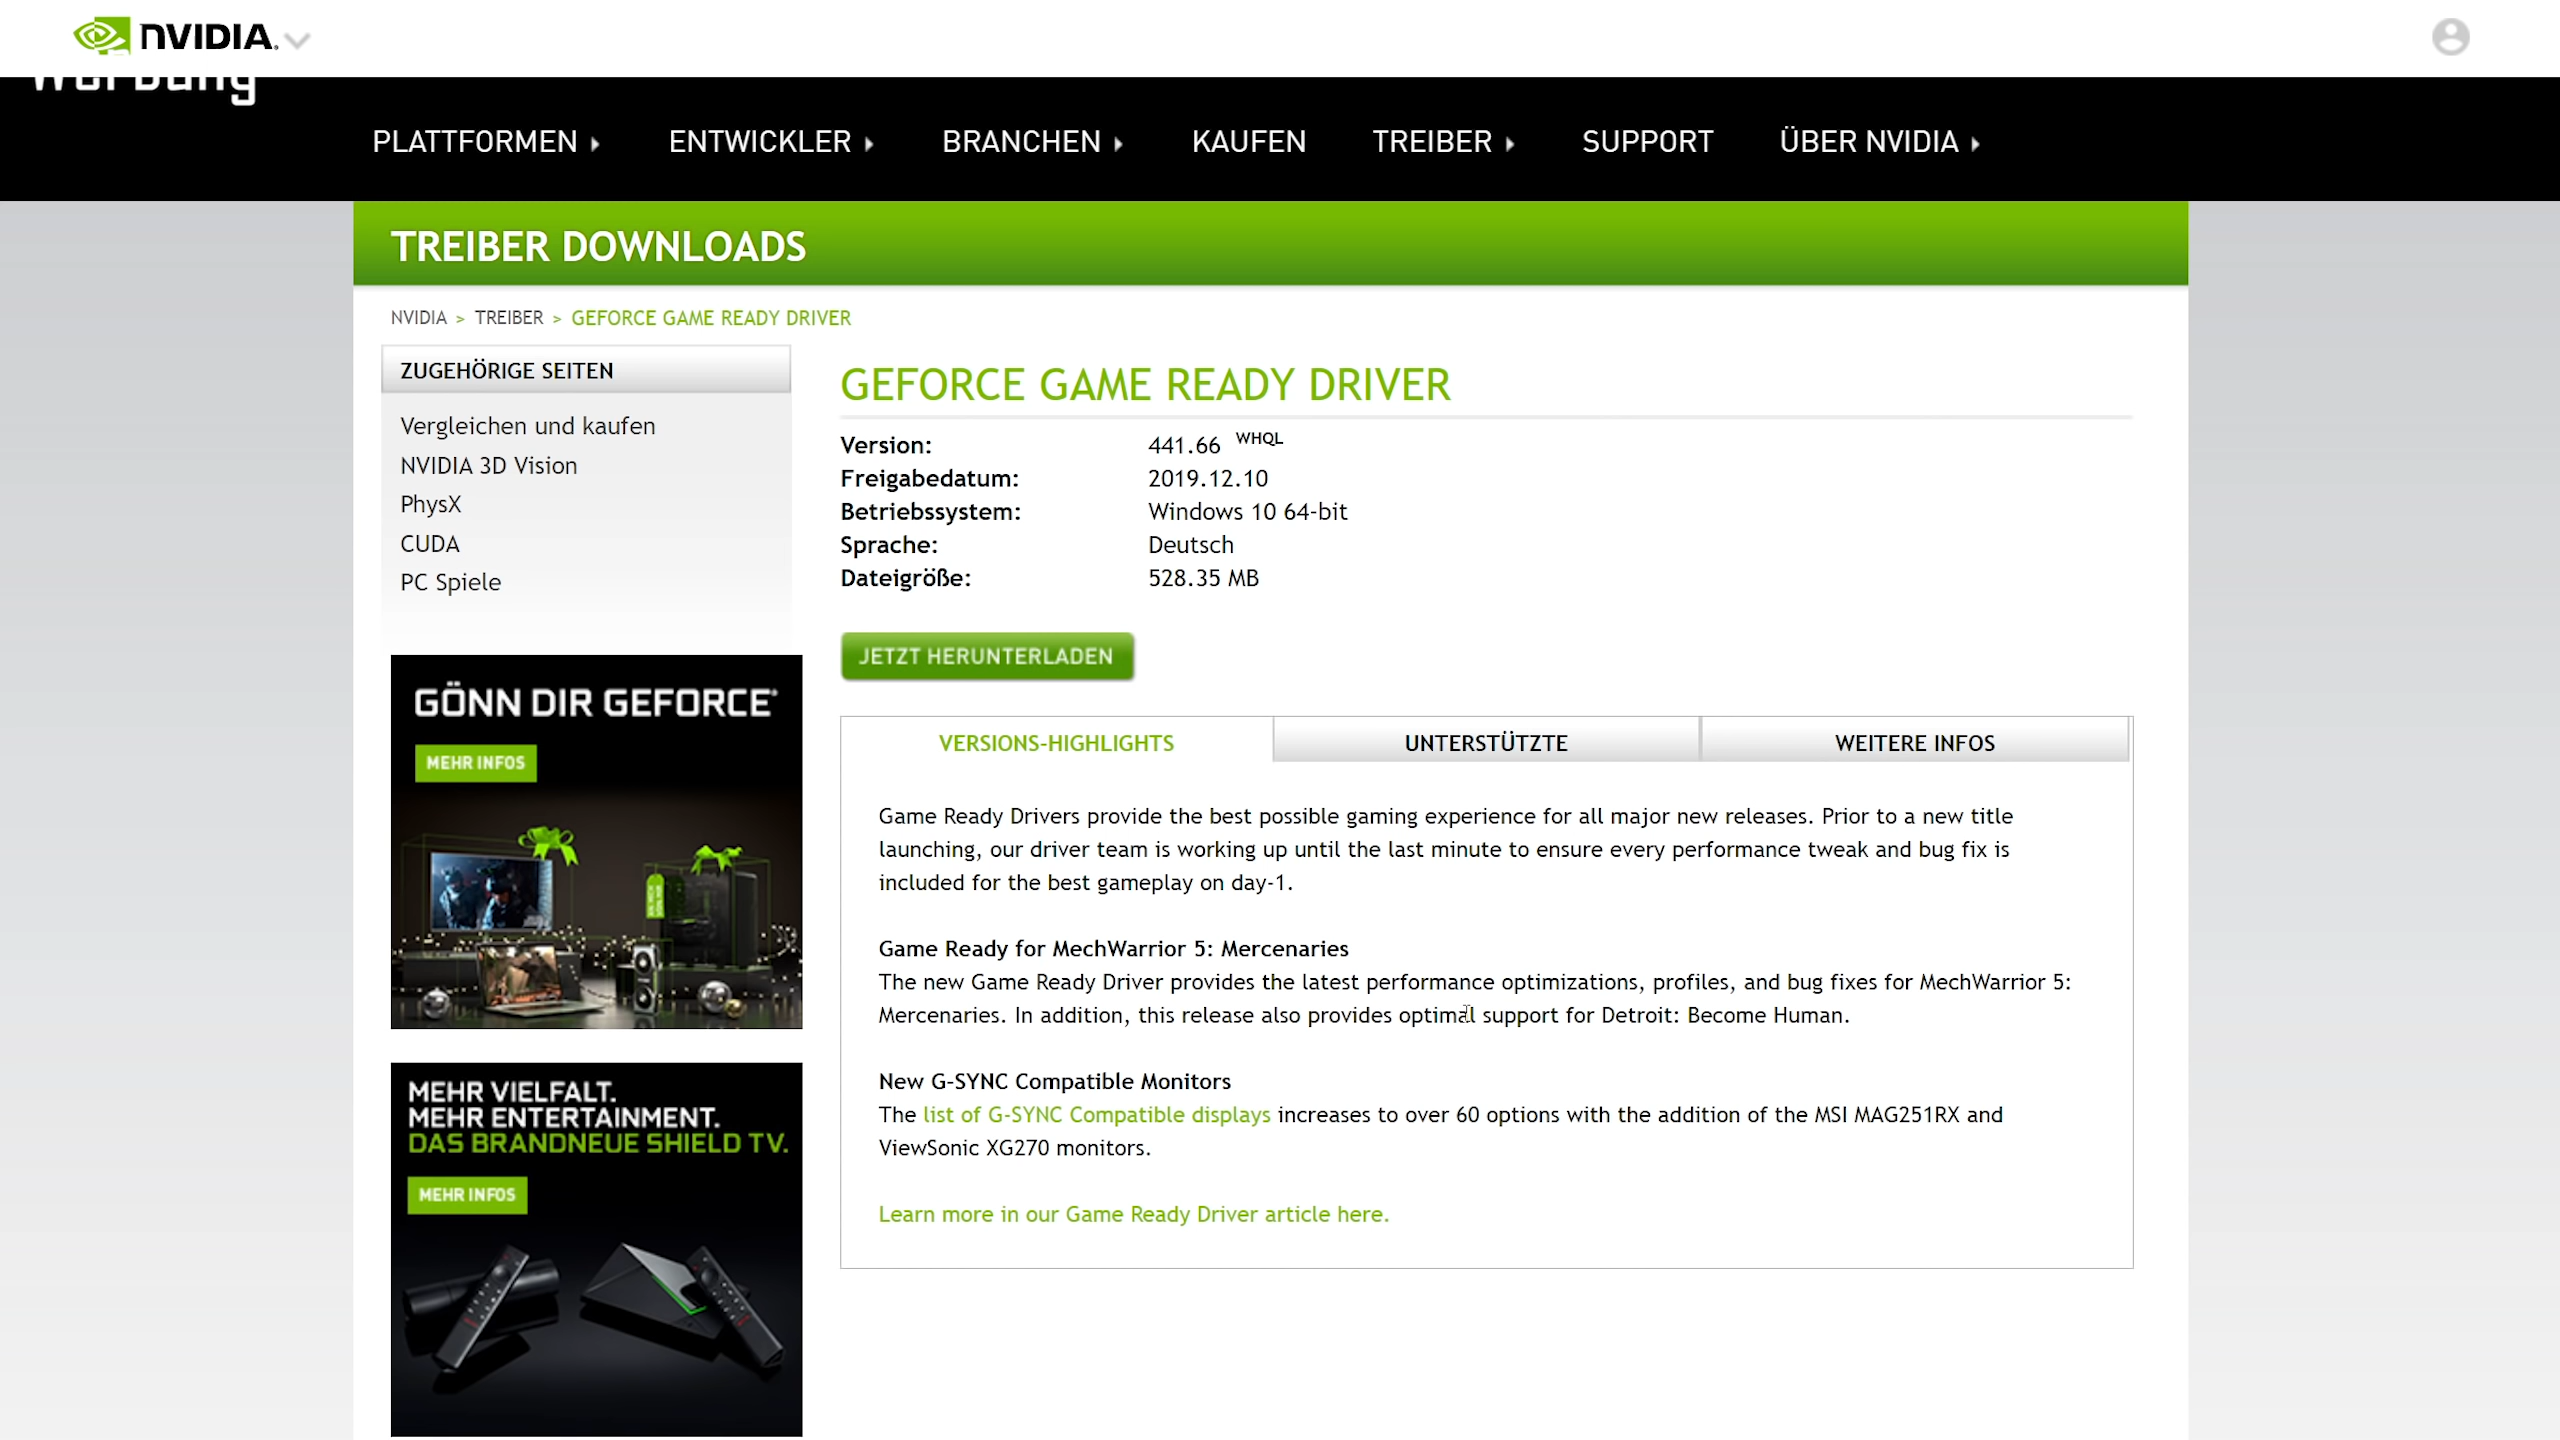 NVIDIA.
Werbung
PLATTFORMEN
ENTWICKLER
BRANCHEN
KAUFEN
TREIBER
SUPPORT
ÜBER NVIDIA
TREIBER DOWNLOADS
NVIDIA > TREIBER > GEFORCE GAME READY DRIVER
ZUGEHÖRIGE SEITEN
Vergleichen und kaufen
NVIDIA 3D Vision
PhysX
CUDA
PC Spiele
GÖNN DIR GEFORCE®
MEHR INFOS
MEHR VIELFALT.
MEHR ENTERTAINMENT.
DAS BRANDNEUE SHIELD TV.
MEHR INFOS
GEFORCE GAME READY DRIVER
Version: 441.66 WHQL
Freigabedatum: 2019.12.10
Betriebssystem: Windows 10 64-bit
Sprache: Deutsch
Dateigröße: 528.35 MB
JETZT HERUNTERLADEN
VERSIONS-HIGHLIGHTS
UNTERSTÜTZTE
WEITERE INFOS
Game Ready Drivers provide the best possible gaming experience for all major new releases. Prior to a new title
launching, our driver team is working up until the last minute to ensure every performance tweak and bug fix is
included for the best gameplay on day-1.
Game Ready for MechWarrior 5: Mercenaries
The new Game Ready Driver provides the latest performance optimizations, profiles, and bug fixes for MechWarrior 5:
Mercenaries. In addition, this release also provides optimal support for Detroit: Become Human.
New G-SYNC Compatible Monitors
The list of G-SYNC Compatible displays increases to over 60 options with the addition of the MSI MAG251RX and
ViewSonic XG270 monitors.
Learn more in our Game Ready Driver article here.